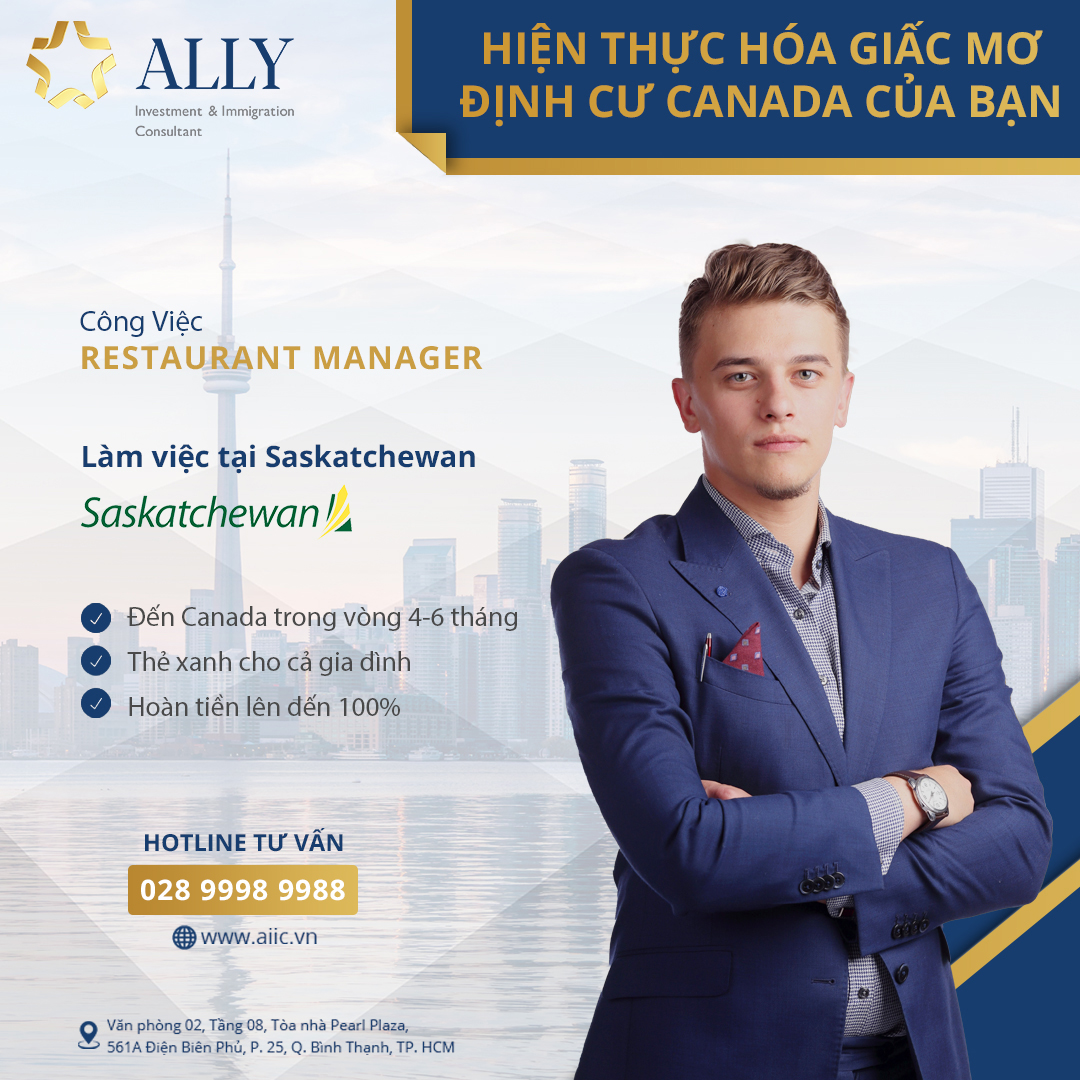 ALLY
Investment & Immigration
Consultant
HIỆN THỰC HÓA GIẤC MƠ
ĐỊNH CƯ CANADA CỦA BẠN
Công Việc
RESTAURANT MANAGER
Làm việc tại Saskatchewan
Saskatchewan
Đến Canada trong vòng 4-6 tháng
Thẻ xanh cho cả gia đình
Hoàn tiền lên đến 100%
HOTLINE TƯ VẤN
028 9998 9988
www.aiic.vn
Văn phòng 02, Tầng 08, Tòa nhà Pearl Plaza,
561A Điện Biên Phủ, P. 25, Q. Bình Thạnh, TP. HCM